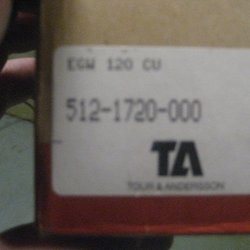 EGW 120 CU
512-1720-000
TA
TOUR & ANDERSSON